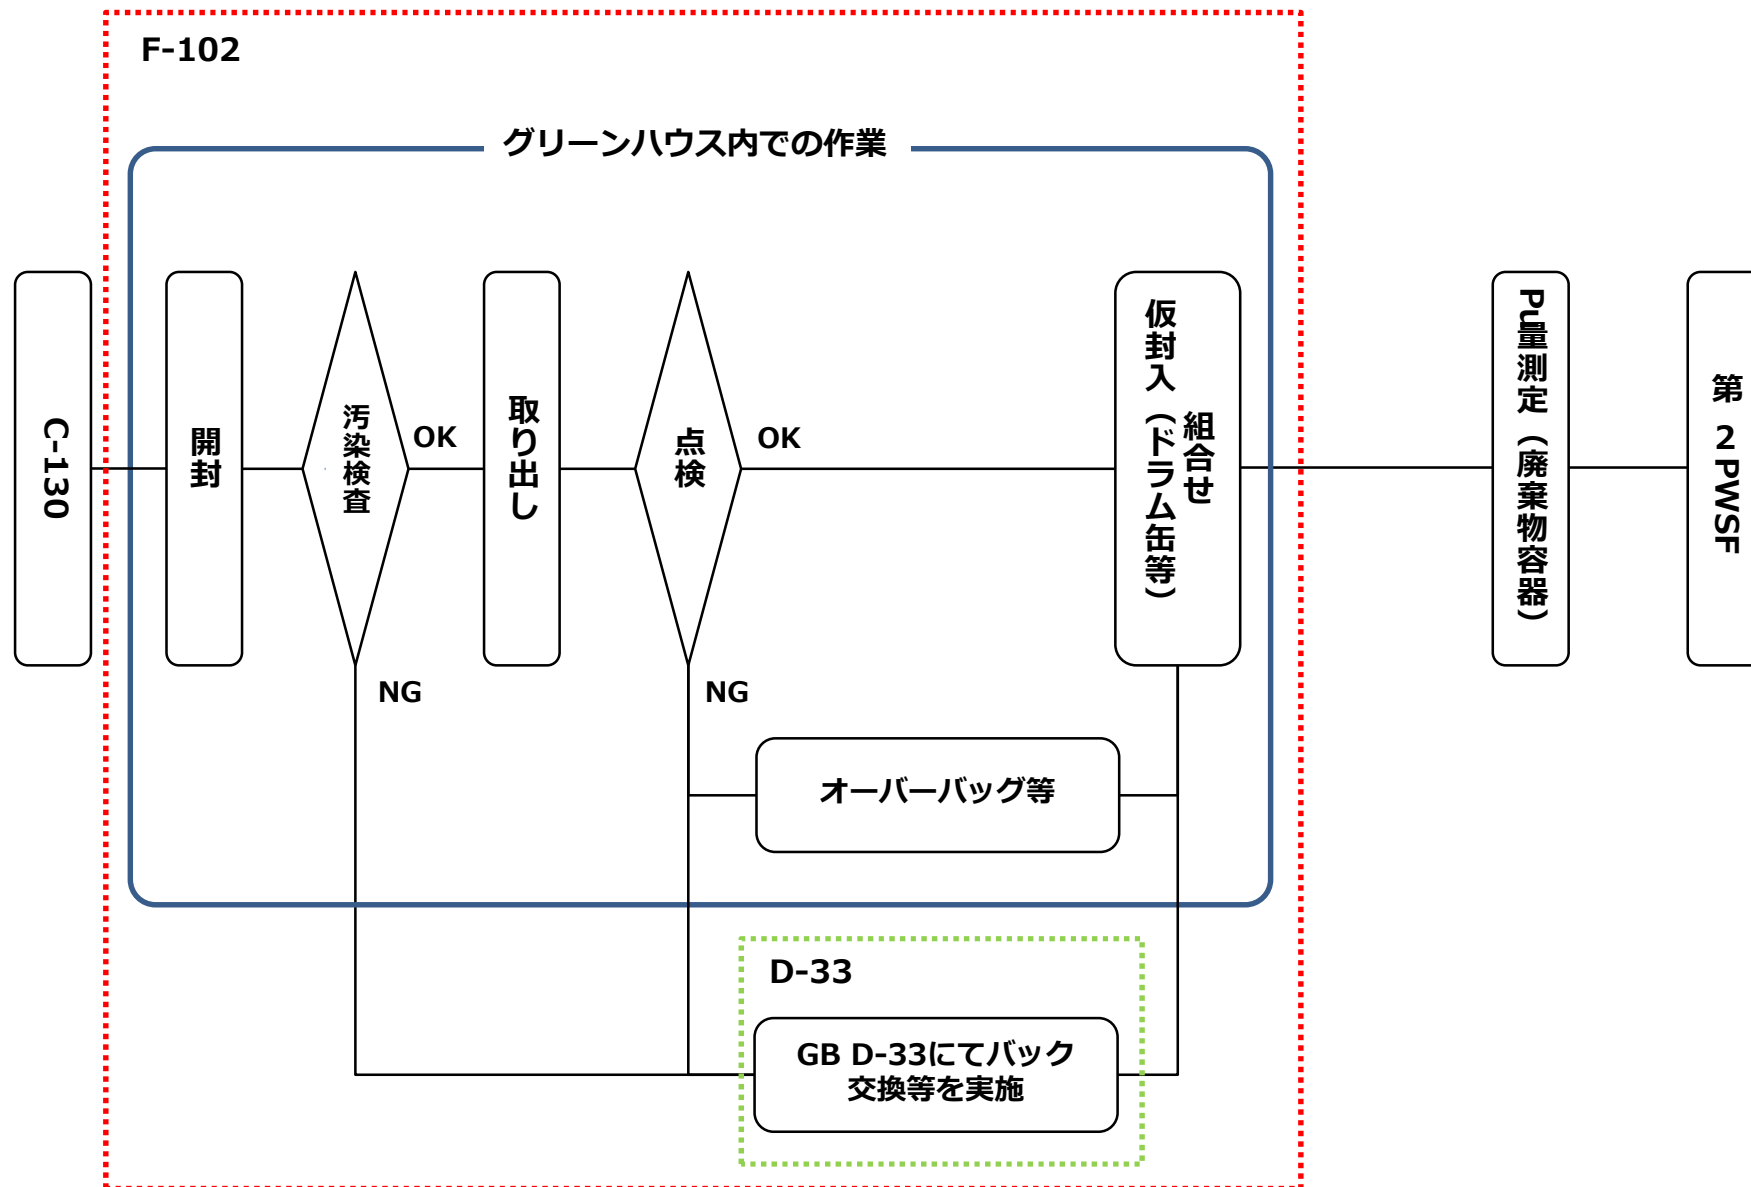 F-102
グリーンハウス内での作業
C-130
開封
汚染検査
OK
NG
取り出し
点検
OK
NG
組合せ
仮封入（ドラム缶等）
Pu量測定（廃棄物容器）
第２PWSF
オーバーバッグ等
D-33
GB D-33にてバック
交換等を実施